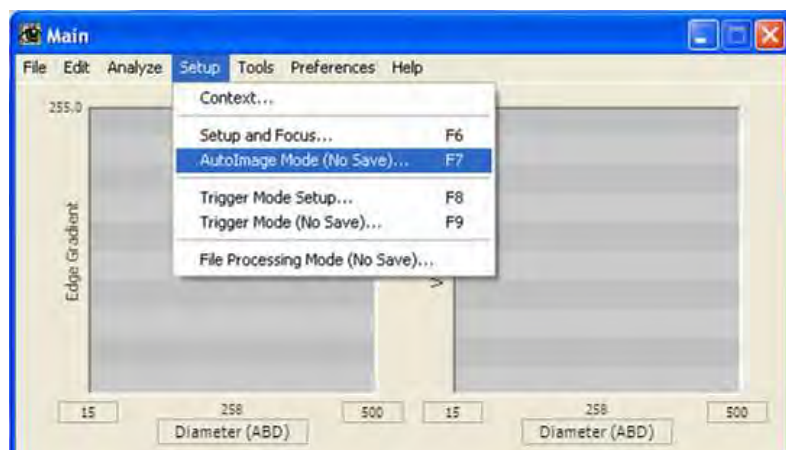 Main
File Edit Analyze Setup Tools Preferences Help
Context...
255.0
Setup and Focus... F6
AutoImage Mode (No Save)... F7
Trigger Mode Setup... F8
Trigger Mode (No Save)... F9
File Processing Mode (No Save)...
Edge Gradient
15 258 500
Diameter (ABD)
15 258 500
Diameter (ABD)